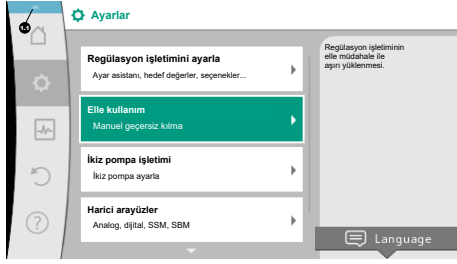 1.1
Ayarlar
Regülasyon işletimini ayarla
Ayar asistanı, hedef değerler, seçenekler...
Elle kullanım
Manuel geçersiz kılma
İkiz pompa işletimi
İkiz pompa ayarla
Harici arayüzler
Analog, dijital, SSM, SBM
Regülasyon işletiminin
elle müdahale ile
aşırı yüklenmesi.
Language